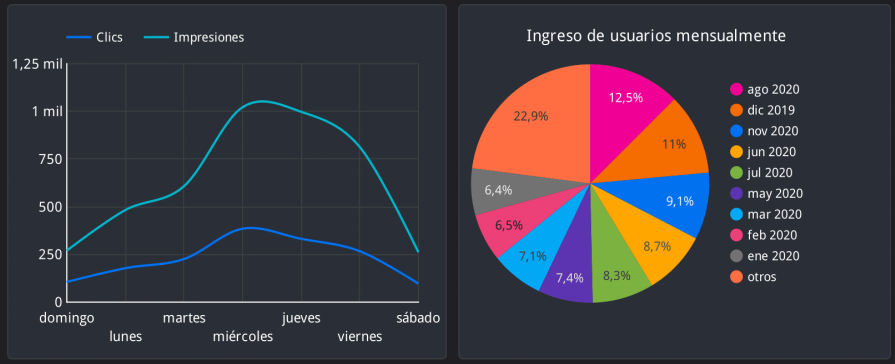 Clics
Impresiones
1,25 mil
1 mil
750
500
250
0
domingo
lunes
martes
miércoles
jueves
viernes
sábado
Ingreso de usuarios mensualmente
12,5%
11%
9,1%
8,7%
8,3%
7,4%
7,1%
6,5%
6,4%
22,9%
ago 2020
dic 2019
nov 2020
jun 2020
jul 2020
may 2020
mar 2020
feb 2020
ene 2020
otros